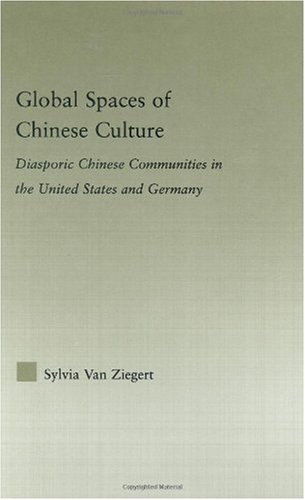 Global Spaces of
Chinese Culture
Diasporic Chinese Communities in
the United States and Germany
Sylvia Van Ziegert